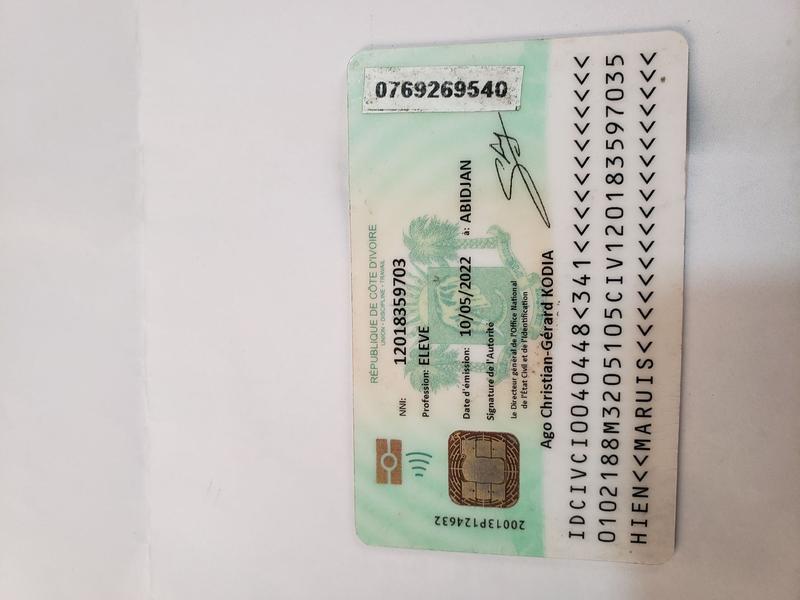 0769269540
RÉPUBLIQUE DE CÔTE D'IVOIRE
UNION - DISCIPLINE - TRAVAIL
NNI: 12018359703
Profession: ELEVE
Date d'émission: 10/05/2022 à: ABIDJAN
Signature de l'Autorité
Le Directeur général de l'Office National
de l'État Civil et de l'Identification
Ago Christian-Gérard KODIA
20013P124632
IDCIVCI0040448<341<<<<<<<<<<<<
0102188M3205105CIV120183597035
HIEN<<MARUIS<<<<<<<<<<<<<<<<<<